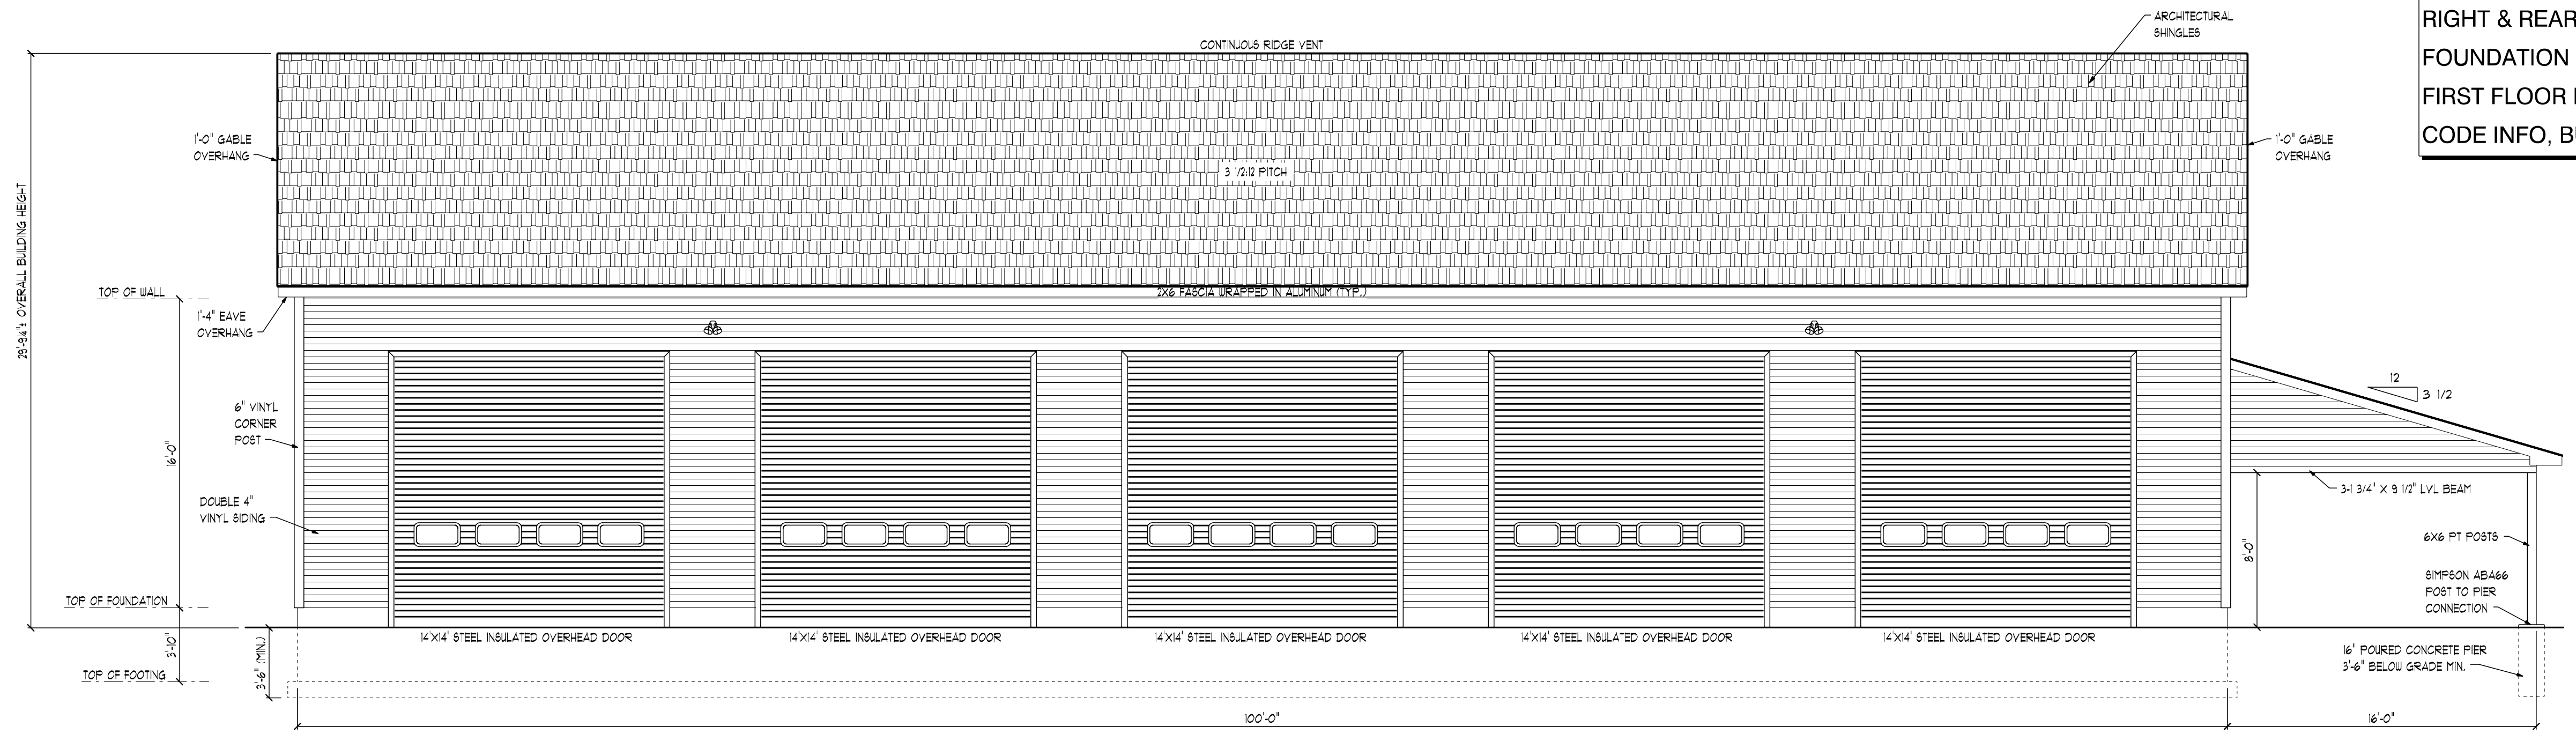 ARCHITECTURAL
SHINGLES
RIGHT & REAR
FOUNDATION
FIRST FLOOR
CODE INFO,
CONTINUOUS RIDGE VENT
1'-0" GABLE
OVERHANG
1'-0" GABLE
OVERHANG
3 1/2:12 PITCH
29'-9 1/4"± OVERALL BUILDING HEIGHT
TOP OF WALL
2X6 FASCIA WRAPPED IN ALUMINUM (TYP.)
1'-4" EAVE
OVERHANG
12
3 1/2
6" VINYL
CORNER
POST
16'-0"
DOUBLE 4"
VINYL SIDING
3-1 3/4" X 9 1/2" LVL BEAM
6X6 PT POSTS
8'-0"
SIMPSON ABA66
POST TO PIER
CONNECTION
TOP OF FOUNDATION
14'X14' STEEL INSULATED OVERHEAD DOOR
14'X14' STEEL INSULATED OVERHEAD DOOR
14'X14' STEEL INSULATED OVERHEAD DOOR
14'X14' STEEL INSULATED OVERHEAD DOOR
14'X14' STEEL INSULATED OVERHEAD DOOR
3'-10"
3'-6" (MIN.)
TOP OF FOOTING
16" POURED CONCRETE PIER
3'-6" BELOW GRADE MIN.
100'-0"
16'-0"